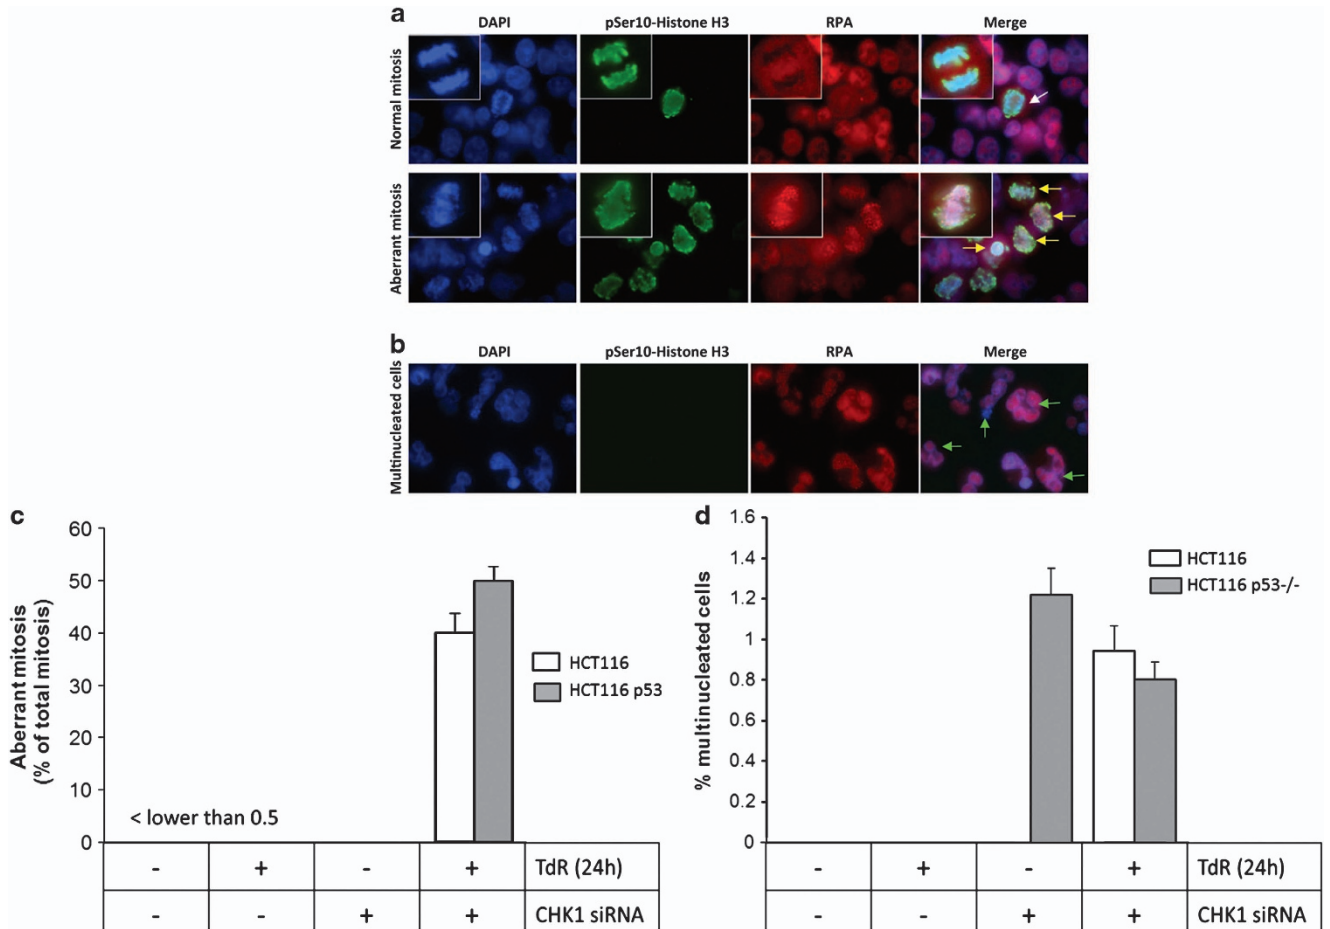 a
DAPI pSer10-Histone H3 RPA Merge
Normal mitosis
Aberrant mitosis
b
DAPI pSer10-Histone H3 RPA Merge
Multinucleated cells
c
Aberrant mitosis
(% of total mitosis)
60
50
40
30
20
10
0
< lower than 0.5
HCT116
HCT116 p53
- + - + TdR (24h)
- - + + CHK1 siRNA
d
% multinucleated cells
1.6
1.4
1.2
1
0.8
0.6
0.4
0.2
0
HCT116
HCT116 p53-/-
- + - + TdR (24h)
- - + + CHK1 siRNA